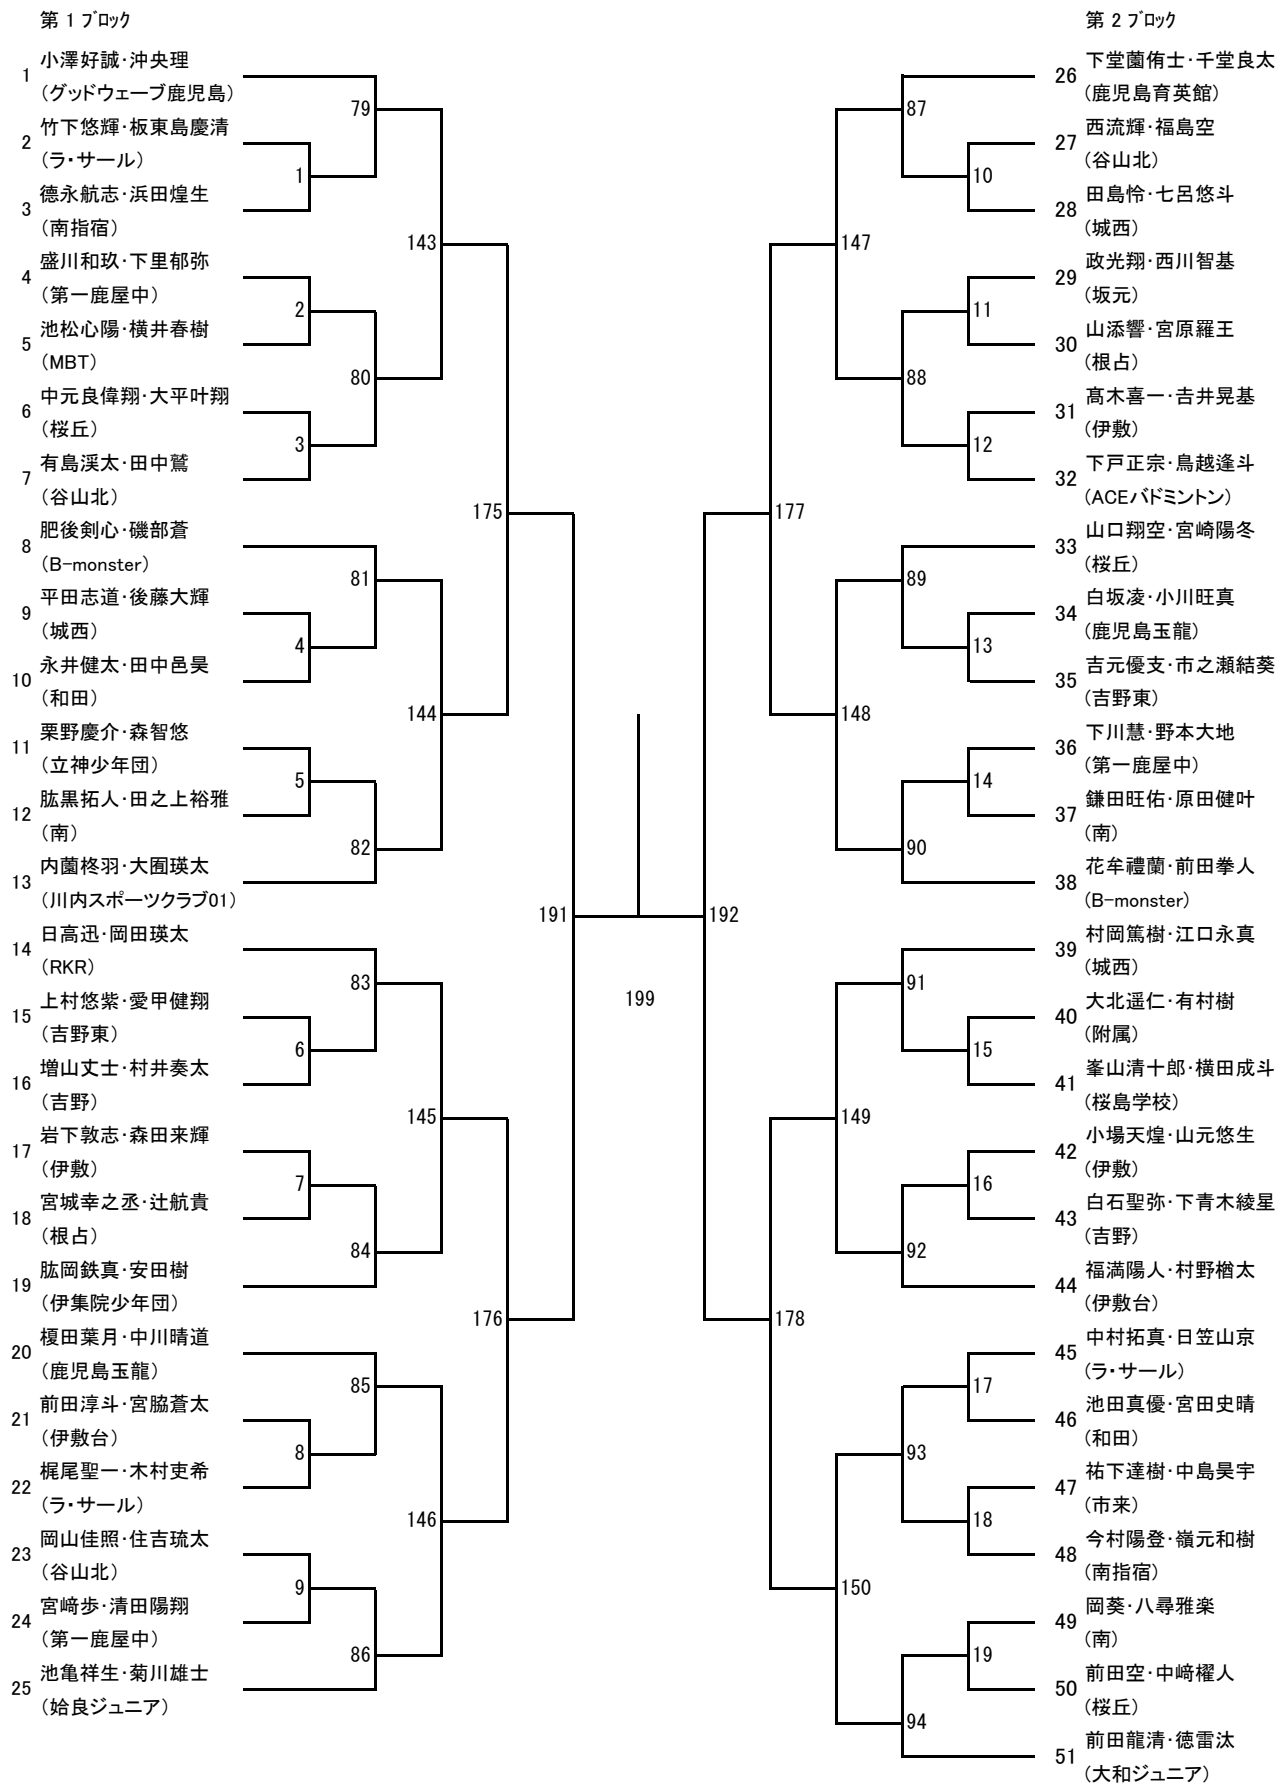 第１ブロック
1 小澤好誠・沖央理
(グッドウェーブ鹿児島)
79
2 竹下悠輝・板東島慶清
(ラ・サール)
1
3 德永航志・浜田煌生
(南指宿)
143
4 盛川和玖・下里郁弥
(第一鹿屋中)
2
5 池松心陽・横井春樹
(MBT)
80
6 中元良偉翔・大平叶翔
(桜丘)
3
7 有島渓太・田中鷲
(谷山北)
175
8 肥後剣心・磯部蒼
(B-monster)
81
9 平田志道・後藤大輝
(城西)
4
10 永井健太・田中邑昊
(和田)
144
11 栗野慶介・森智悠
(立神少年団)
5
12 肱黒拓人・田之上裕雅
(南)
82
13 内薗柊羽・大囿瑛太
(川内スポーツクラブ01)
191
14 日高迅・岡田瑛太
(RKR)
83
15 上村悠紫・愛甲健翔
(吉野東)
6
16 増山丈士・村井奏太
(吉野)
145
17 岩下敦志・森田来輝
(伊敷)
7
18 宮城幸之丞・辻航貴
(根占)
84
19 肱岡鉄真・安田樹
(伊集院少年団)
176
20 榎田葉月・中川晴道
(鹿児島玉龍)
85
21 前田淳斗・宮脇蒼太
(伊敷台)
8
22 梶尾聖一・木村吏希
(ラ・サール)
146
23 岡山佳照・住吉琉太
(谷山北)
9
24 宮﨑歩・清田陽翔
(第一鹿屋中)
86
25 池亀祥生・菊川雄士
(姶良ジュニア)
199
第２ブロック
26 下堂薗侑士・千堂良太
(鹿児島育英館)
87
27 西流輝・福島空
(谷山北)
10
28 田島怜・七呂悠斗
(城西)
147
29 政光翔・西川智基
(坂元)
11
30 山添響・宮原羅王
(根占)
88
31 髙木喜一・𠮷井晃基
(伊敷)
12
32 下戸正宗・鳥越逢斗
(ACEバドミントン)
177
33 山口翔空・宮崎陽冬
(桜丘)
89
34 白坂凌・小川旺真
(鹿児島玉龍)
13
35 吉元優支・市之瀬結葵
(吉野東)
148
36 下川慧・野本大地
(第一鹿屋中)
14
37 鎌田旺佑・原田健叶
(南)
90
38 花牟禮蘭・前田拳人
(B-monster)
192
39 村岡篤樹・江口永真
(城西)
91
40 大北遥仁・有村樹
(附属)
15
41 峯山清十郎・横田成斗
(桜島学校)
149
42 小場天煌・山元悠生
(伊敷)
16
43 白石聖弥・下青木綾星
(吉野)
92
44 福満陽人・村野楢太
(伊敷台)
178
45 中村拓真・日笠山京
(ラ・サール)
17
46 池田真優・宮田史晴
(和田)
93
47 祐下達樹・中島昊宇
(市来)
18
48 今村陽登・嶺元和樹
(南指宿)
150
49 岡葵・八尋雅楽
(南)
19
50 前田空・中﨑櫂人
(桜丘)
94
51 前田龍清・徳雷汰
(大和ジュニア)